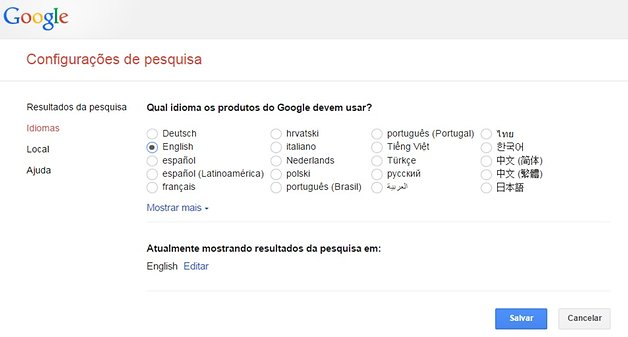 Google
Configurações de pesquisa
Resultados da pesquisa
Idiomas
Local
Ajuda
Qual idioma os produtos do Google devem usar?
Deutsch hrvatski português (Portugal) ไทย
English italiano Tiếng Việt 한국어
español Nederlands Türkçe 中文 (简体)
español (Latinoamérica) polski русский 中文 (繁體)
français português (Brasil) العربية 日本語
Mostrar mais
Atualmente mostrando resultados da pesquisa em:
English Editar
Salvar Cancelar